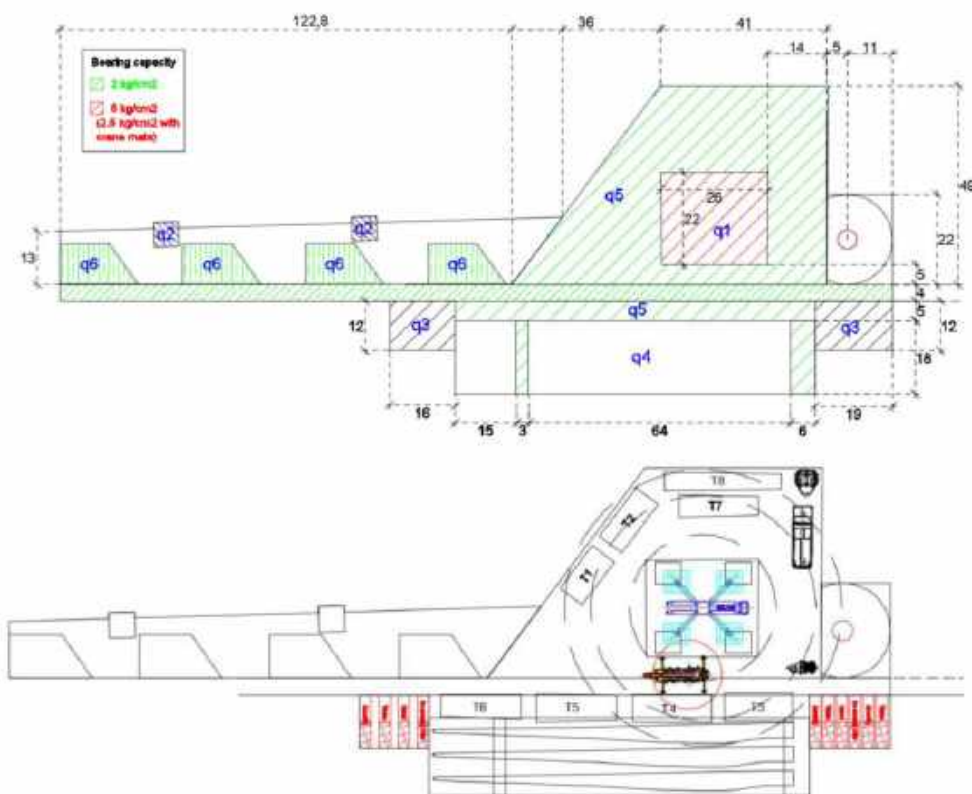 122,8
36
41
14
5
11
Bearing capacity
2 kg/cm2
6 kg/cm2
(2.5 kg/cm2 with
crane mats)
49
q5
26
22
q1
22
q2
q2
13
q6
q6
q6
q6
5
4
5
q5
12
q3
q3
12
q4
18
16
19
15
3
64
6
T8
T7
T2
T1
T6
T5
T4
T3